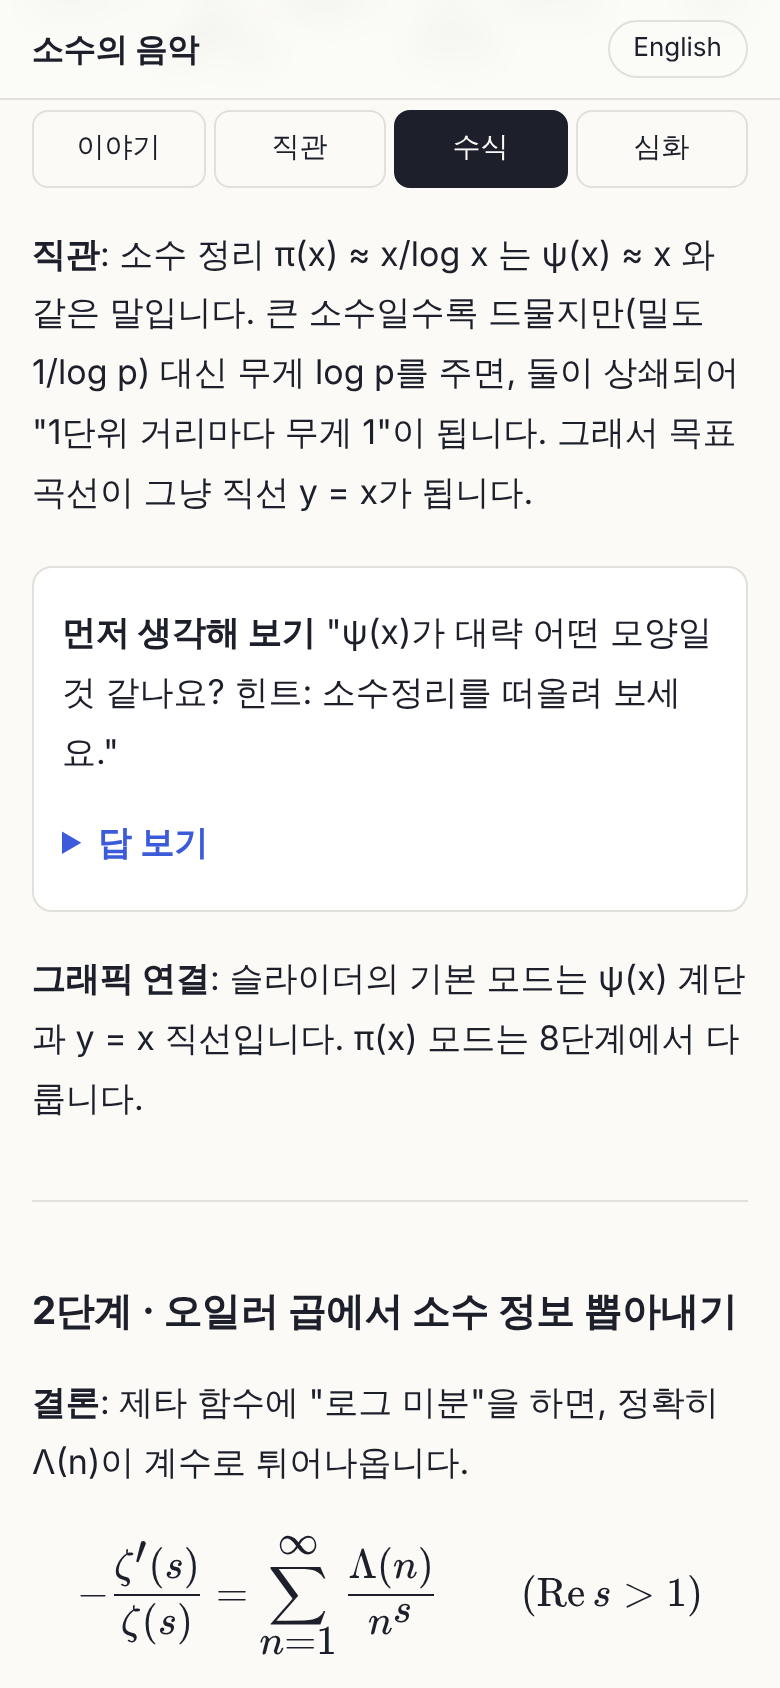 소수의 음악
English
이야기
직관
수식
심화
직관: 소수 정리 π(x) ≈ x/log x 는 ψ(x) ≈ x 와
같은 말입니다. 큰 소수일수록 드물지만(밀도
1/log p) 대신 무게 log p를 주면, 둘이 상쇄되어
"1단위 거리마다 무게 1"이 됩니다. 그래서 목표
곡선이 그냥 직선 y = x가 됩니다.
먼저 생각해 보기 "ψ(x)가 대략 어떤 모양일
것 같나요? 힌트: 소수정리를 떠올려 보세
요."
▶ 답 보기
그래픽 연결: 슬라이더의 기본 모드는 ψ(x) 계단
과 y = x 직선입니다. π(x) 모드는 8단계에서 다
룹니다.
2단계 · 오일러 곱에서 소수 정보 뽑아내기
결론: 제타 함수에 "로그 미분"을 하면, 정확히
Λ(n)이 계수로 튀어나옵니다.
−ζ′(s)/ζ(s) = ∑_{n=1}^{∞} Λ(n)/n^s (Re s > 1)